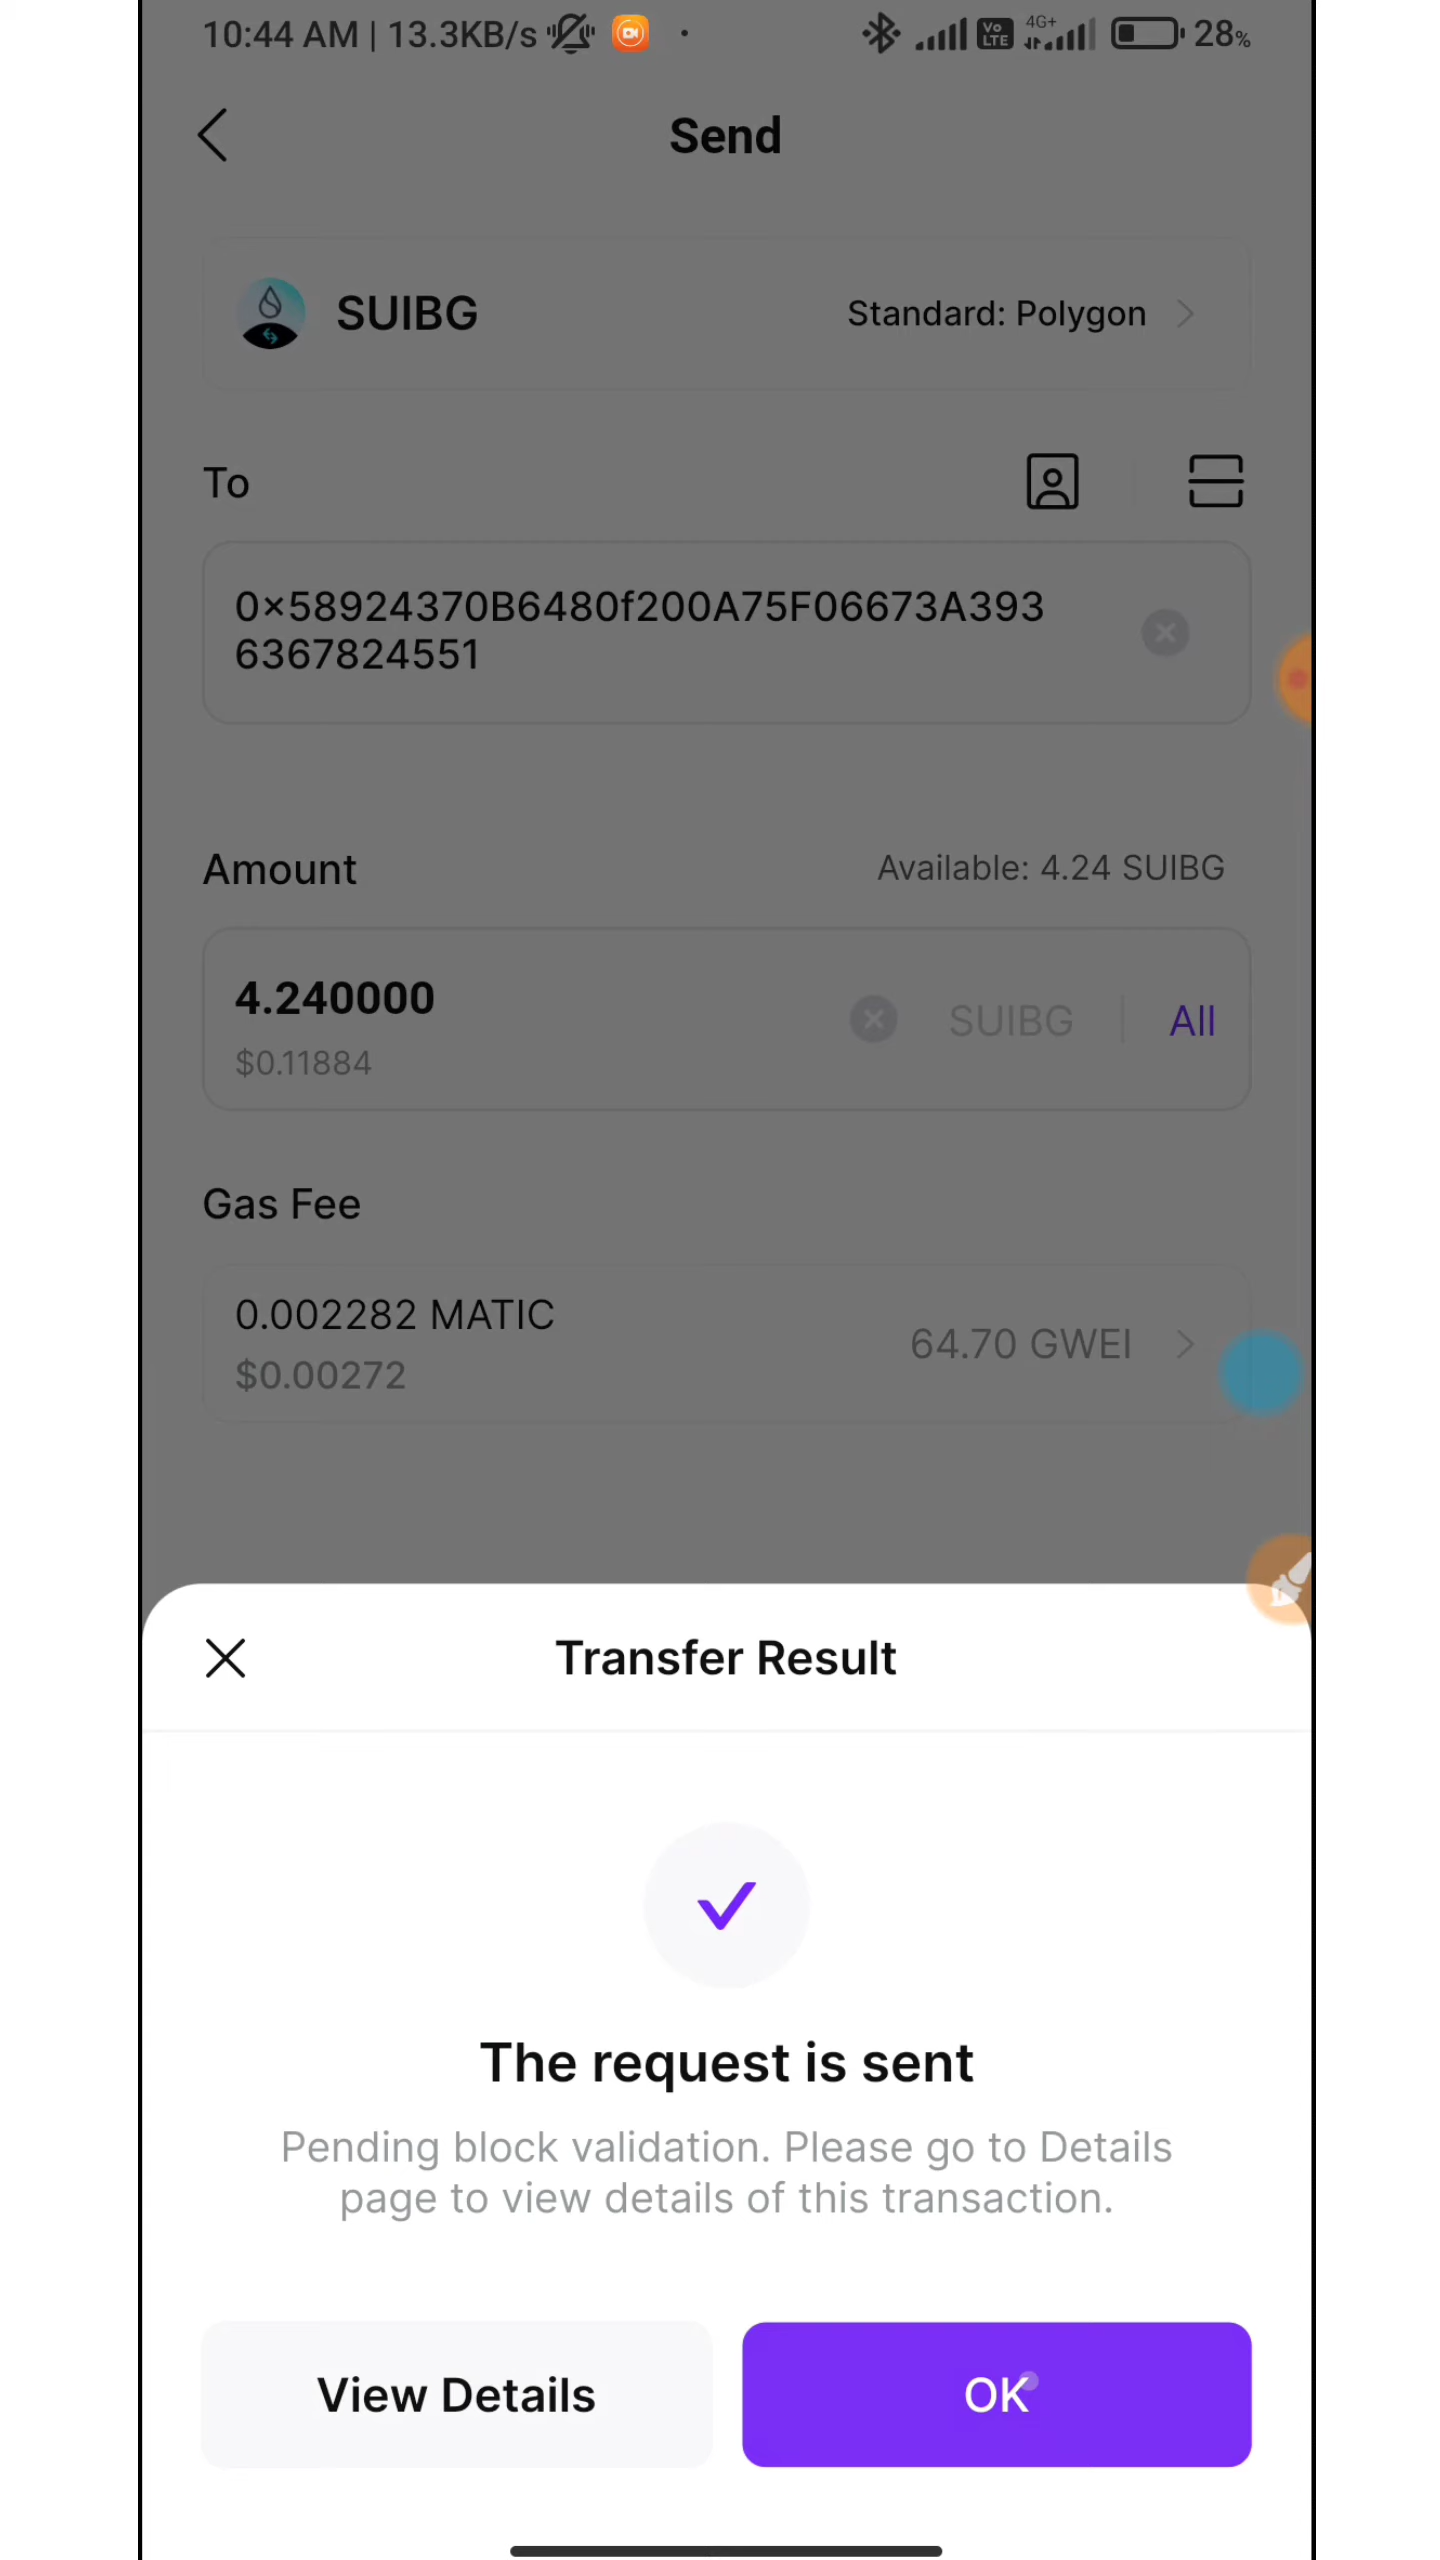 10:44 AM | 13.3KB/s
Vo LTE
4G+
28%
Send
SUIBG
Standard: Polygon
To
0x58924370B6480f200A75F06673A393
6367824551
Amount
Available: 4.24 SUIBG
4.240000
$0.11884
SUIBG
All
Gas Fee
0.002282 MATIC
$0.00272
64.70 GWEI
Transfer Result
The request is sent
Pending block validation. Please go to Details
page to view details of this transaction.
View Details
OK